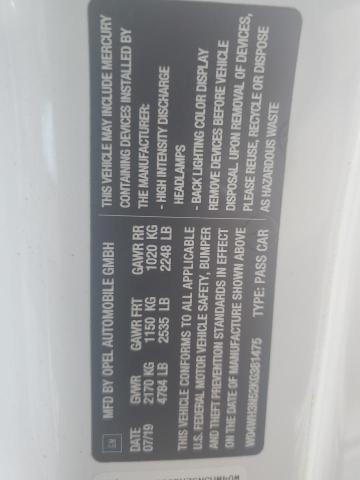 MFD BY OPEL AUTOMOBILE GMBH
DATE GVWR GAWR FRT GAWR RR
07/19 2170 KG 1150 KG 1020 KG
4784 LB 2535 LB 2248 LB
THIS VEHICLE CONFORMS TO ALL APPLICABLE
U.S. FEDERAL MOTOR VEHICLE SAFETY, BUMPER
AND THEFT PREVENTION STANDARDS IN EFFECT
ON THE DATE OF MANUFACTURE SHOWN ABOVE
W04WH3N52KG361475 TYPE: PASS CAR
GM
THIS VEHICLE MAY INCLUDE MERCURY
CONTAINING DEVICES INSTALLED BY
THE MANUFACTURER:
- HIGH INTENSITY DISCHARGE
HEADLAMPS
- BACK LIGHTING COLOR DISPLAY
REMOVE DEVICES BEFORE VEHICLE
DISPOSAL. UPON REMOVAL OF DEVICES,
PLEASE REUSE, RECYCLE OR DISPOSE
AS HAZARDOUS WASTE